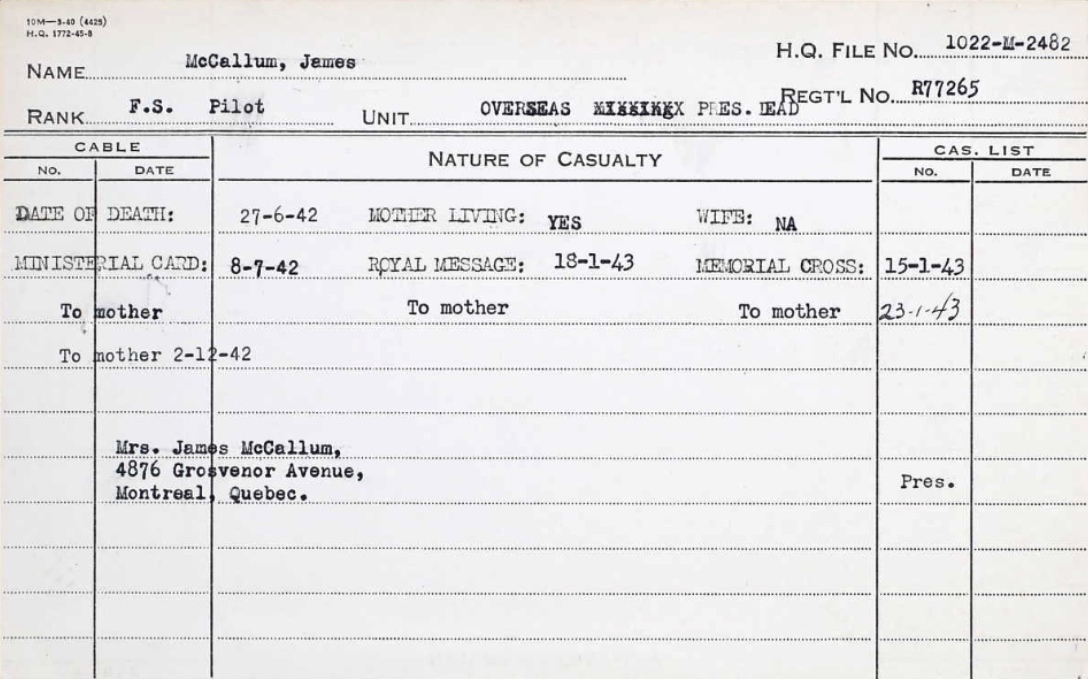 10M—3-40 (4425)
H.Q. 1772-45-8
NAME McCallum, James
H.Q. FILE NO. 1022-M-2482
RANK F.S. Pilot
UNIT OVERSEAS MISSING PRES. DEAD
REGT'L NO. R77265
CABLE
NATURE OF CASUALTY
CAS. LIST
NO. DATE
NO. DATE
DATE OF DEATH: 27-6-42 MOTHER LIVING: YES WIFE: NA
MINISTERIAL CARD: 8-7-42 ROYAL MESSAGE: 18-1-43 MEMORIAL CROSS: 15-1-43
To mother To mother To mother 23-1-43
To mother 2-12-42
Mrs. James McCallum,
4876 Grosvenor Avenue,
Montreal, Quebec.
Pres.